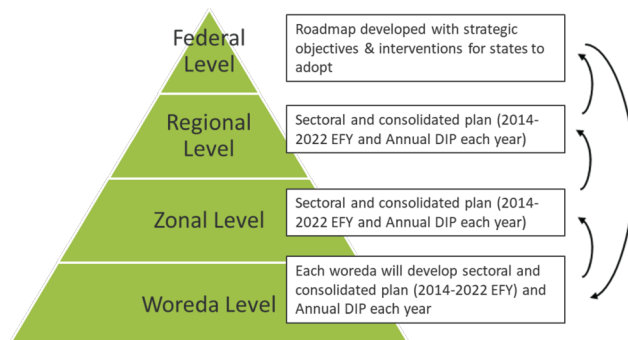 Federal
Level
Roadmap developed with strategic
objectives & interventions for states to
adopt
Regional
Level
Sectoral and consolidated plan (2014-
2022 EFY and Annual DIP each year)
Zonal Level
Sectoral and consolidated plan (2014-
2022 EFY and Annual DIP each year)
Woreda Level
Each woreda will develop sectoral and
consolidated plan (2014-2022 EFY) and
Annual DIP each year